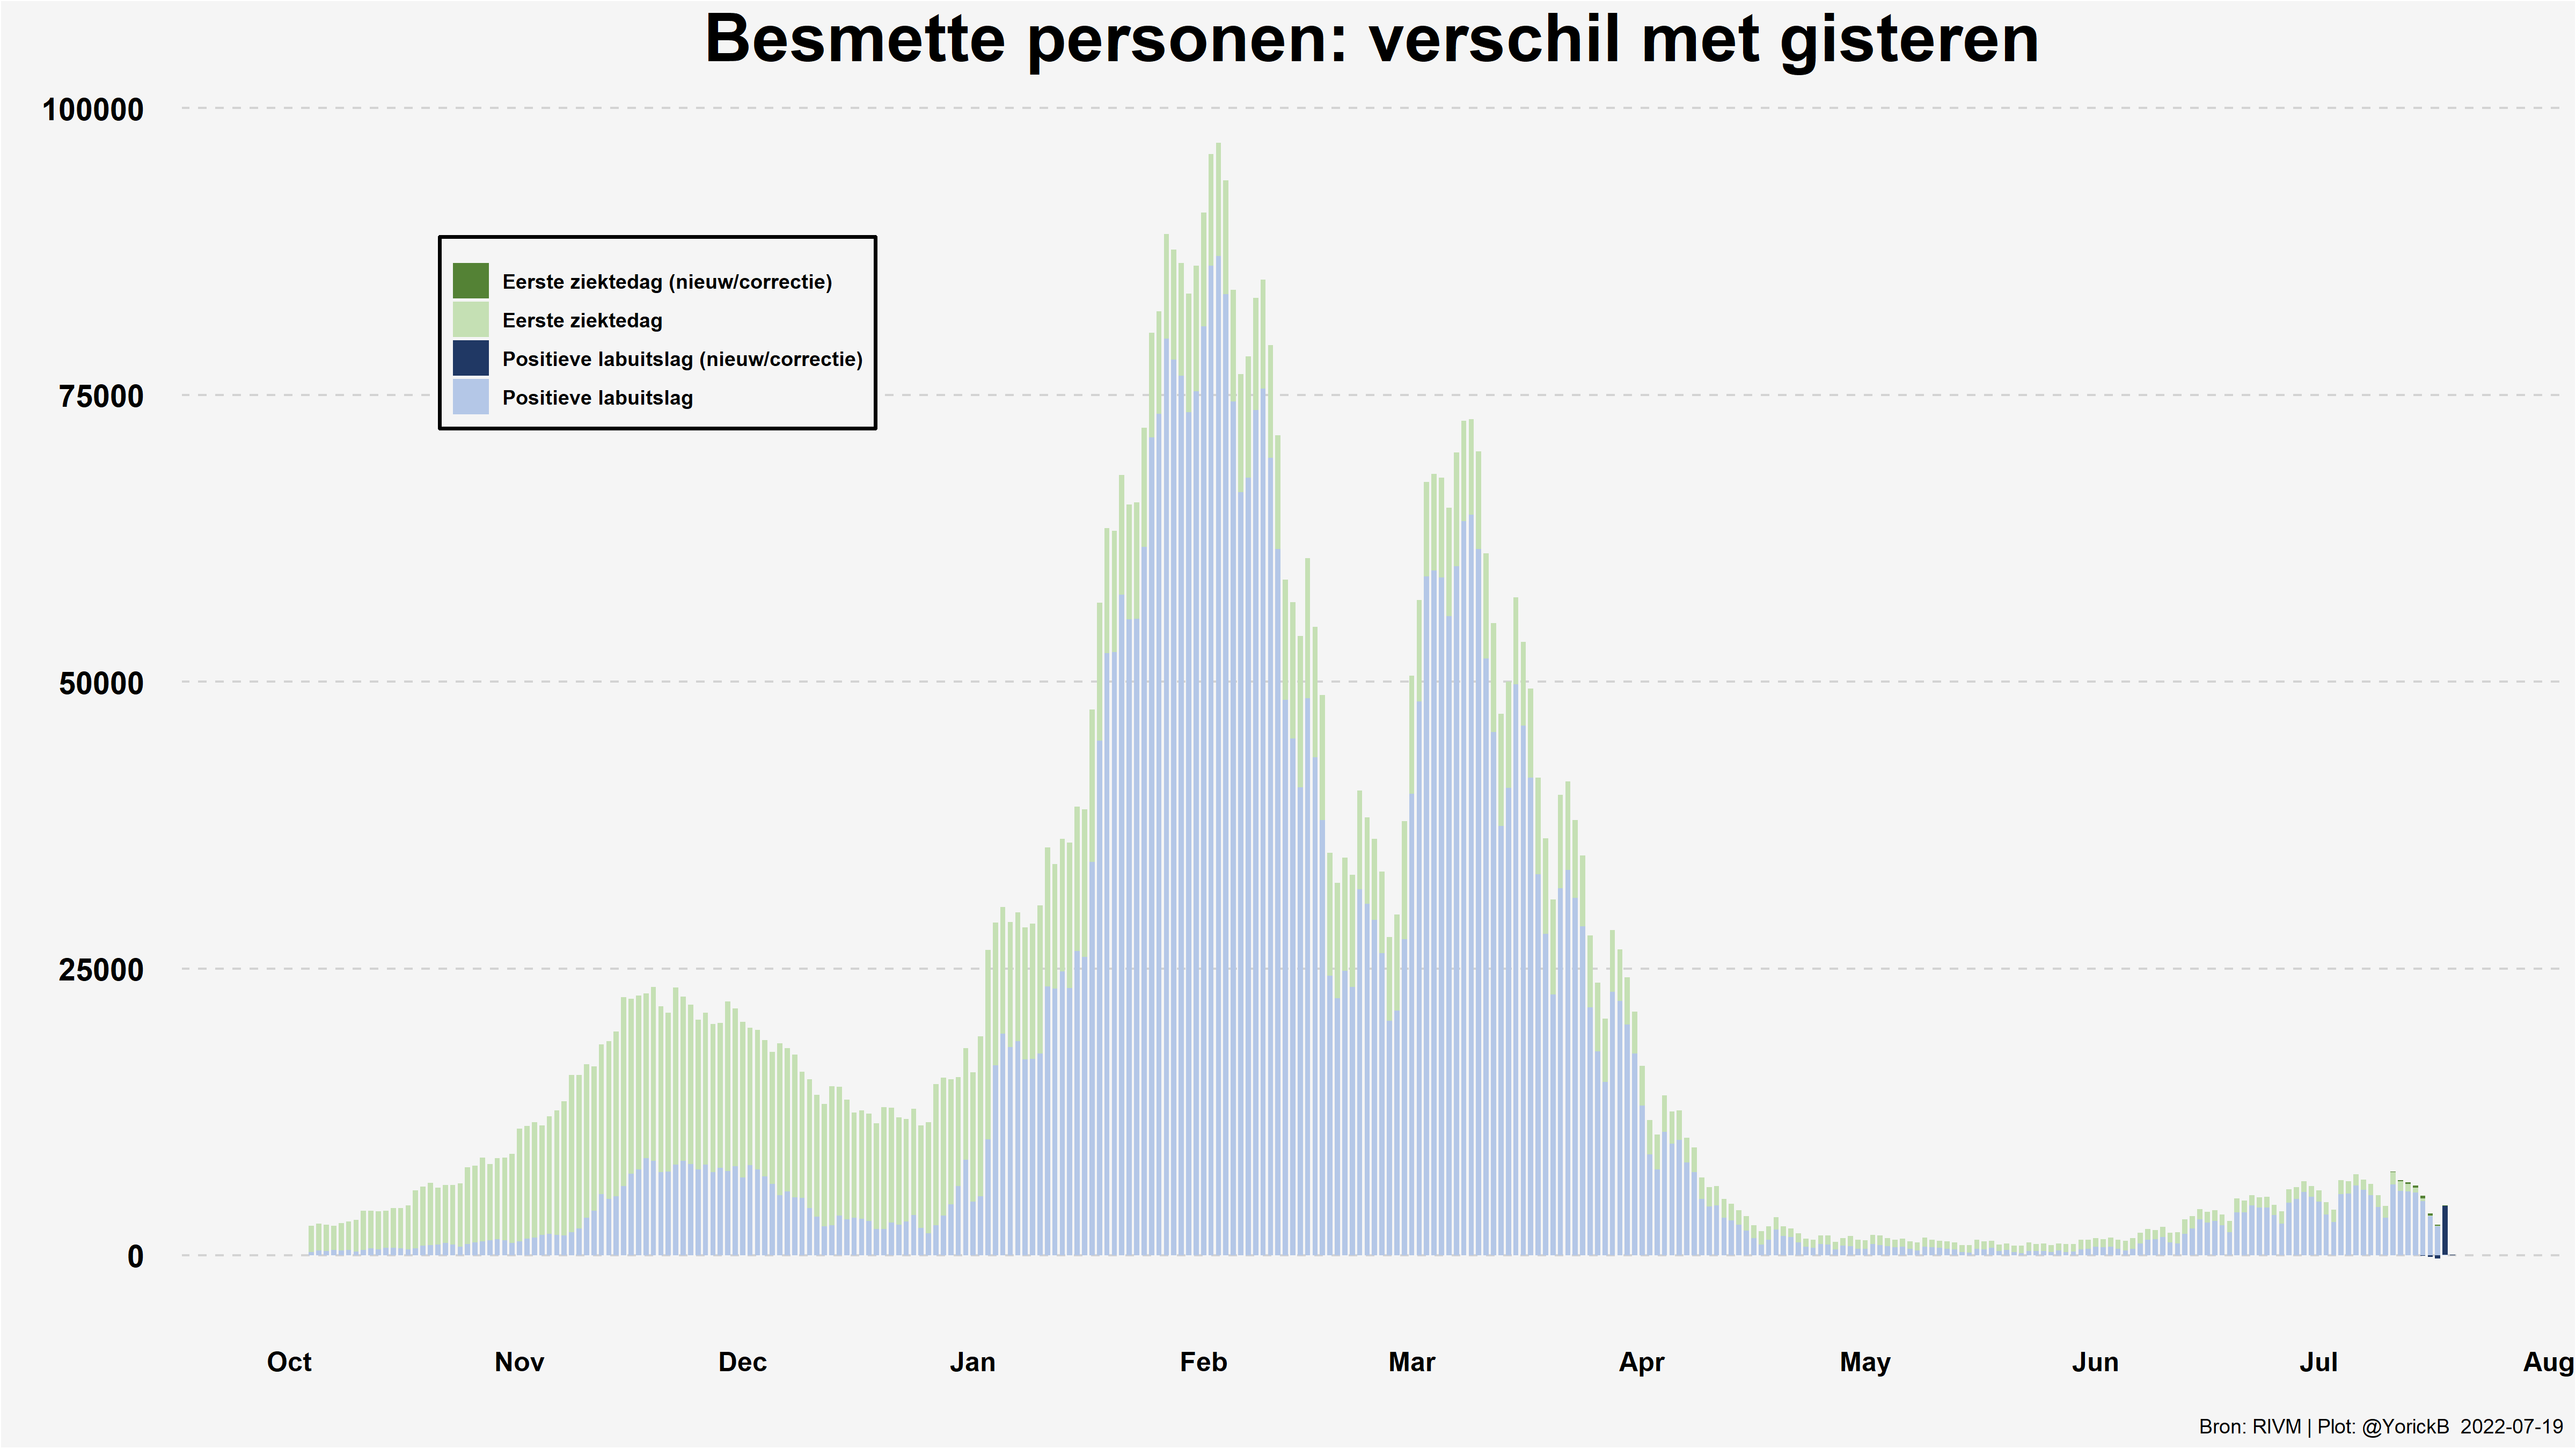 Besmette personen: verschil met gisteren
100000
75000
50000
25000
0
Eerste ziektedag (nieuw/correctie)
Eerste ziektedag
Positieve labuitslag (nieuw/correctie)
Positieve labuitslag
Oct Nov Dec Jan Feb Mar Apr May Jun Jul Aug
Bron: RIVM | Plot: @YorickB  2022-07-19